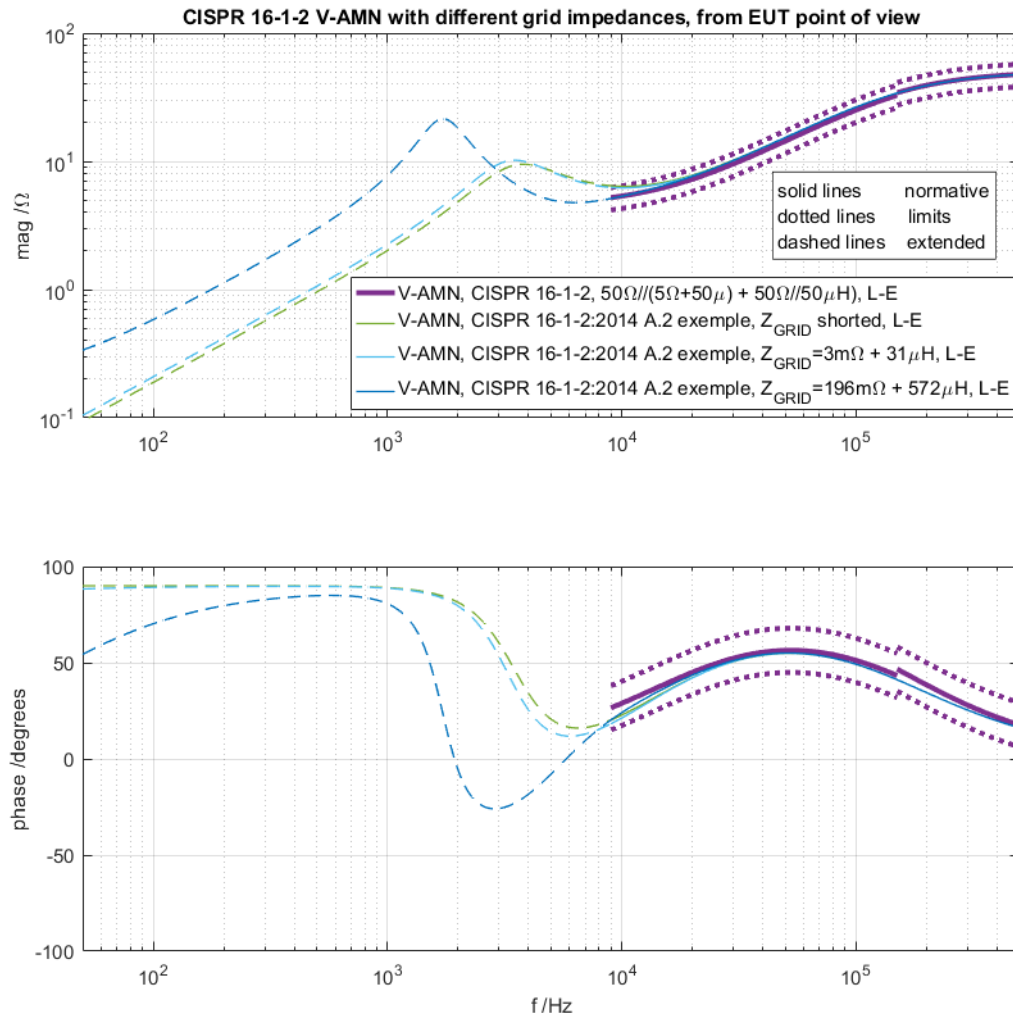 CISPR 16-1-2 V-AMN with different grid impedances, from EUT point of view
10²
10¹
10⁰
10⁻¹
mag /Ω
solid lines normative
dotted lines limits
dashed lines extended
V-AMN, CISPR 16-1-2, 50Ω//(5Ω+50μ) + 50Ω//50μH), L-E
V-AMN, CISPR 16-1-2:2014 A.2 exemple, Z_GRID shorted, L-E
V-AMN, CISPR 16-1-2:2014 A.2 exemple, Z_GRID=3mΩ + 31μH, L-E
V-AMN, CISPR 16-1-2:2014 A.2 exemple, Z_GRID=196mΩ + 572μH, L-E
10² 10³ 10⁴ 10⁵
100
50
0
-50
-100
phase /degrees
10² 10³ 10⁴ 10⁵
f /Hz